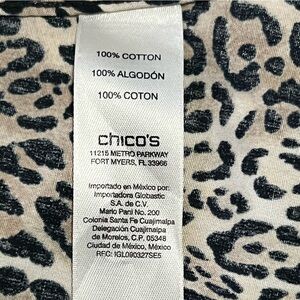 100% COTTON
100% ALGODÓN
100% COTON
chico's
11215 METRO PARKWAY
FORT MYERS, FL 33966
Importado en México por:
Importadora Globastic
S.A. de C.V.
Mario Pani No. 200
Colonia Santa Fe Cuajimalpa
Delegación Cuajimalpa
de Morelos, C.P. 05348
Ciudad de México, México
REC: IGL090327SE5